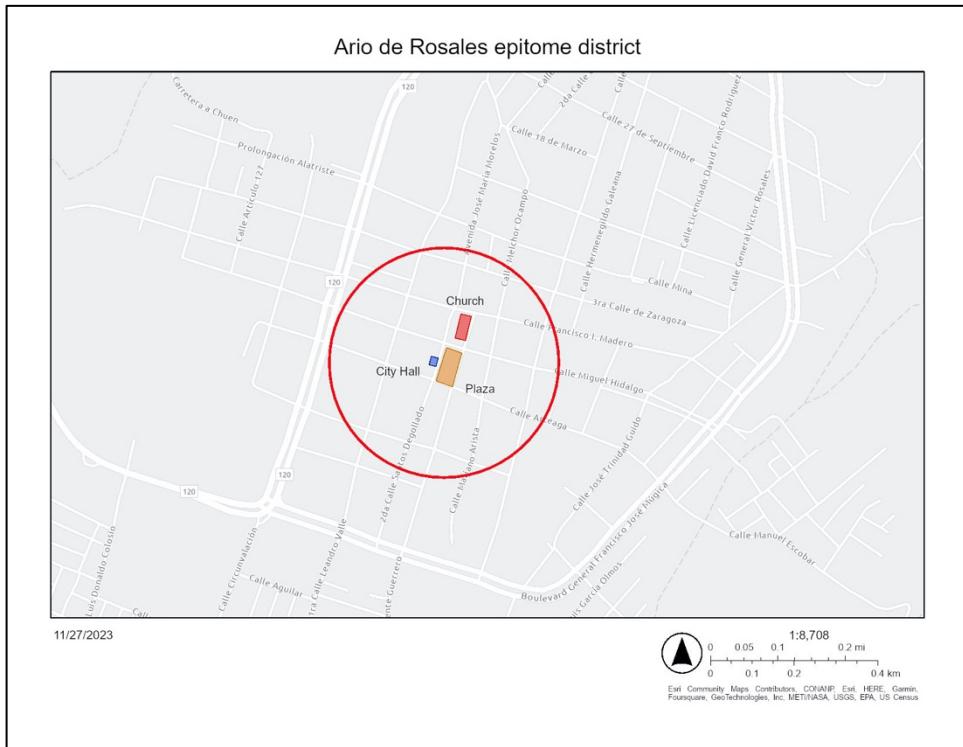 Ario de Rosales epitome district
120
Carretera a Chuen
Prolongación Alatriste
Calle Artículo 127
Calle 18 de Marzo
2da Calle
Calle 27 de Septiembre
Calle Licenciado David Franco Rodríguez
Avenida José María Morelos
Calle Melchor Ocampo
Calle Hermenegildo Galeana
Calle General Víctor Rosales
120
Calle Mina
3ra Calle de Zaragoza
Church
Calle Francisco I. Madero
City Hall
Plaza
Calle Miguel Hidalgo
Calle Arteaga
2da Calle Santos Degollado
Calle Mariano Arista
Calle José Trinidad Guido
120
120
Boulevard General Francisco José Múgica
Calle Manuel Escobar
Luis Donaldo Colosio
Calle Circunvalación
Calle Aguilar
1ra Calle Leandro Valle
ente Guerrero
is García Olmos
11/27/2023
1:8,708
0 0.05 0.1 0.2 mi
0 0.1 0.2 0.4 km
Esri Community Maps Contributors, CONANP, Esri, HERE, Garmin,
Foursquare, GeoTechnologies, Inc, METI/NASA, USGS, EPA, US Census